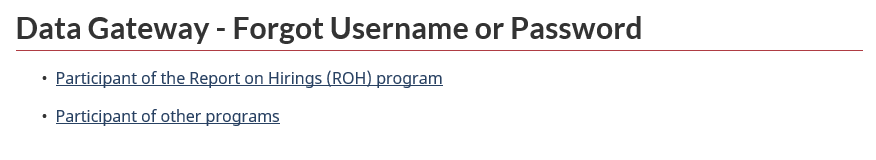 Data Gateway - Forgot Username or Password
• Participant of the Report on Hirings (ROH) program
• Participant of other programs